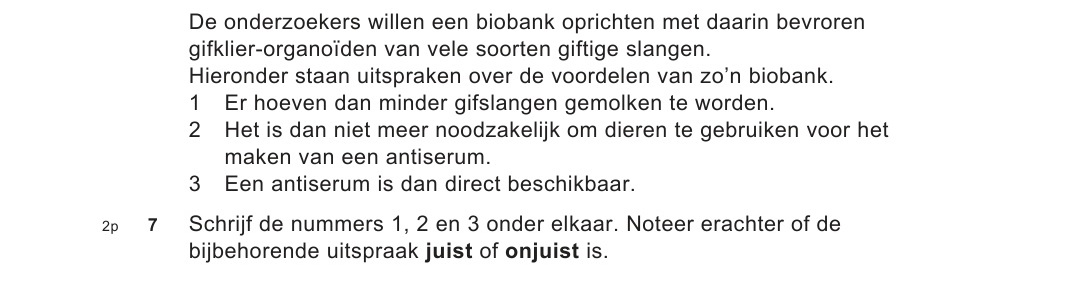 De onderzoekers willen een biobank oprichten met daarin bevroren
gifklier-organoïden van vele soorten giftige slangen.
Hieronder staan uitspraken over de voordelen van zo'n biobank.
1 Er hoeven dan minder gifslangen gemolken te worden.
2 Het is dan niet meer noodzakelijk om dieren te gebruiken voor het
maken van een antiserum.
3 Een antiserum is dan direct beschikbaar.
2p 7 Schrijf de nummers 1, 2 en 3 onder elkaar. Noteer erachter of de
bijbehorende uitspraak juist of onjuist is.